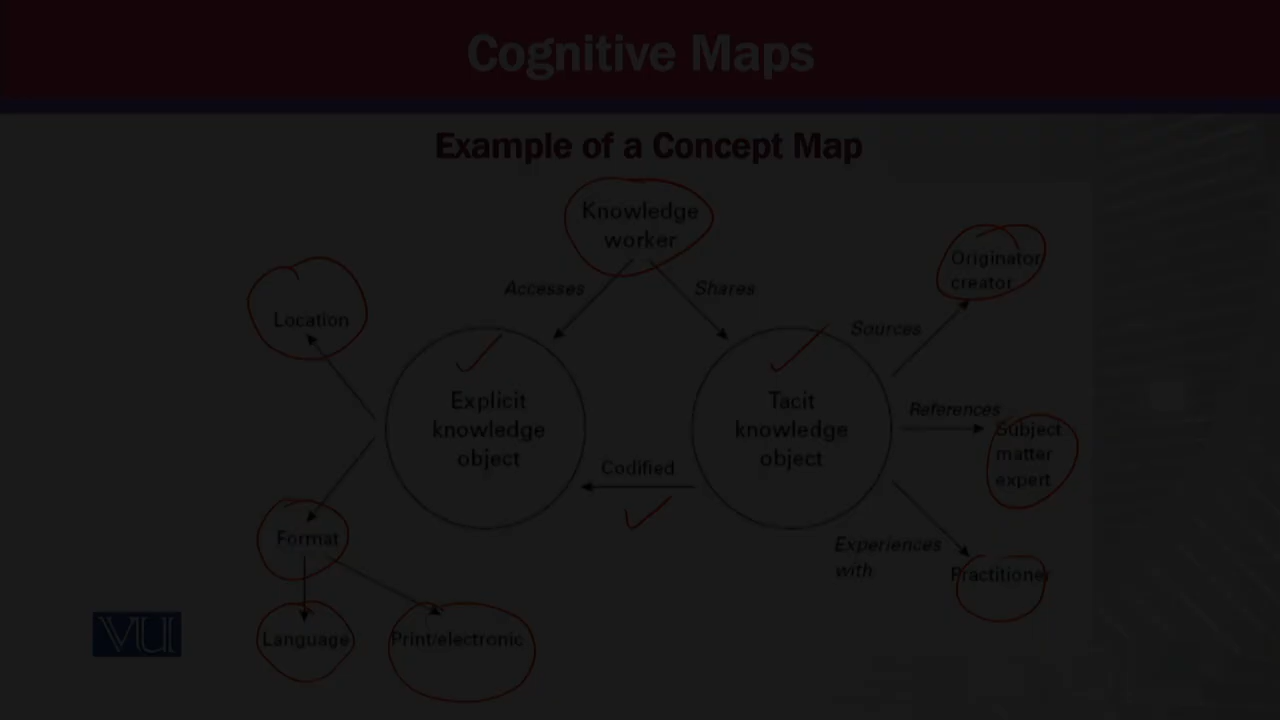 Cognitive Maps
Example of a Concept Map
Knowledge
worker
Accesses
Shares
Originator
creator
Location
Sources
Explicit
knowledge
object
Tacit
knowledge
object
References
Subject
matter
expert
Codified
Format
Experiences
with
Practitioner
Language
Print/electronic
VU